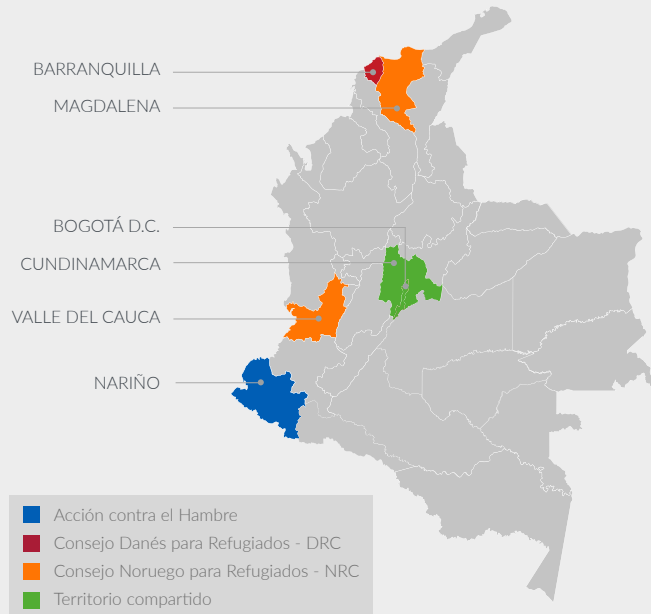 BARRANQUILLA
MAGDALENA
BOGOTÁ D.C.
CUNDINAMARCA
VALLE DEL CAUCA
NARIÑO
Acción contra el Hambre
Consejo Danés para Refugiados - DRC
Consejo Noruego para Refugiados - NRC
Territorio compartido